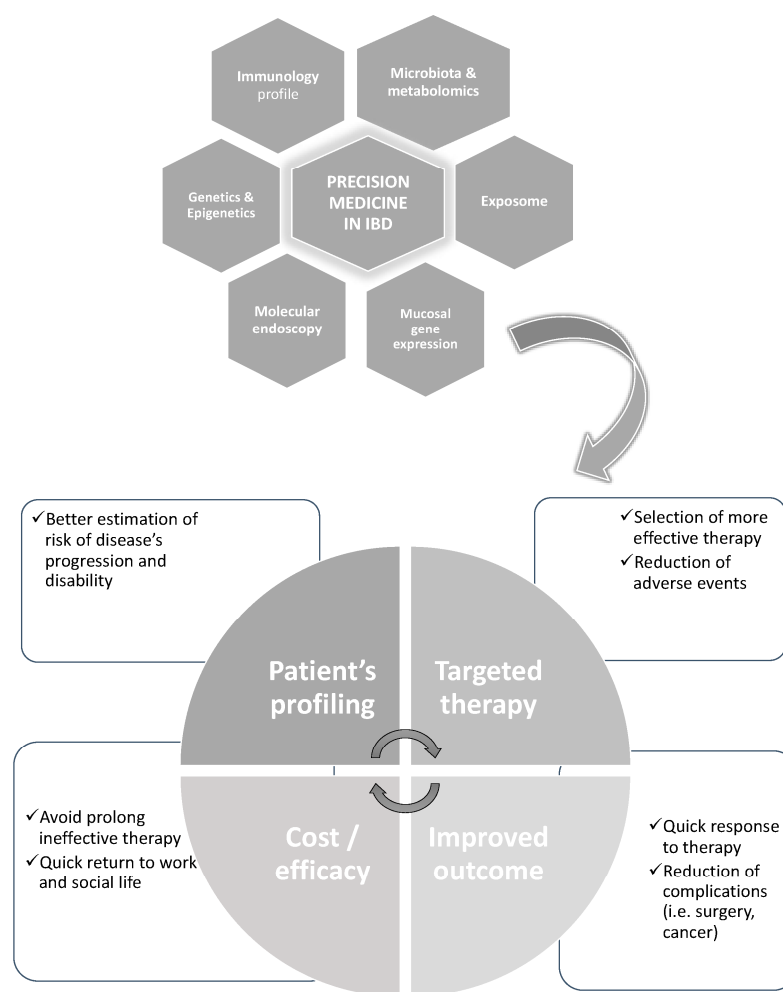 Immunology
profile
Microbiota &
metabolomics
Genetics &
Epigenetics
PRECISION
MEDICINE
IN IBD
Exposome
Molecular
endoscopy
Mucosal
gene
expression
✓Better estimation of
risk of disease's
progression and
disability
✓Selection of more
effective therapy
✓Reduction of
adverse events
Patient's
profiling
Targeted
therapy
✓Avoid prolong
ineffective therapy
✓Quick return to work
and social life
Cost /
efficacy
Improved
outcome
✓Quick response
to therapy
✓Reduction of
complications
(i.e. surgery,
cancer)